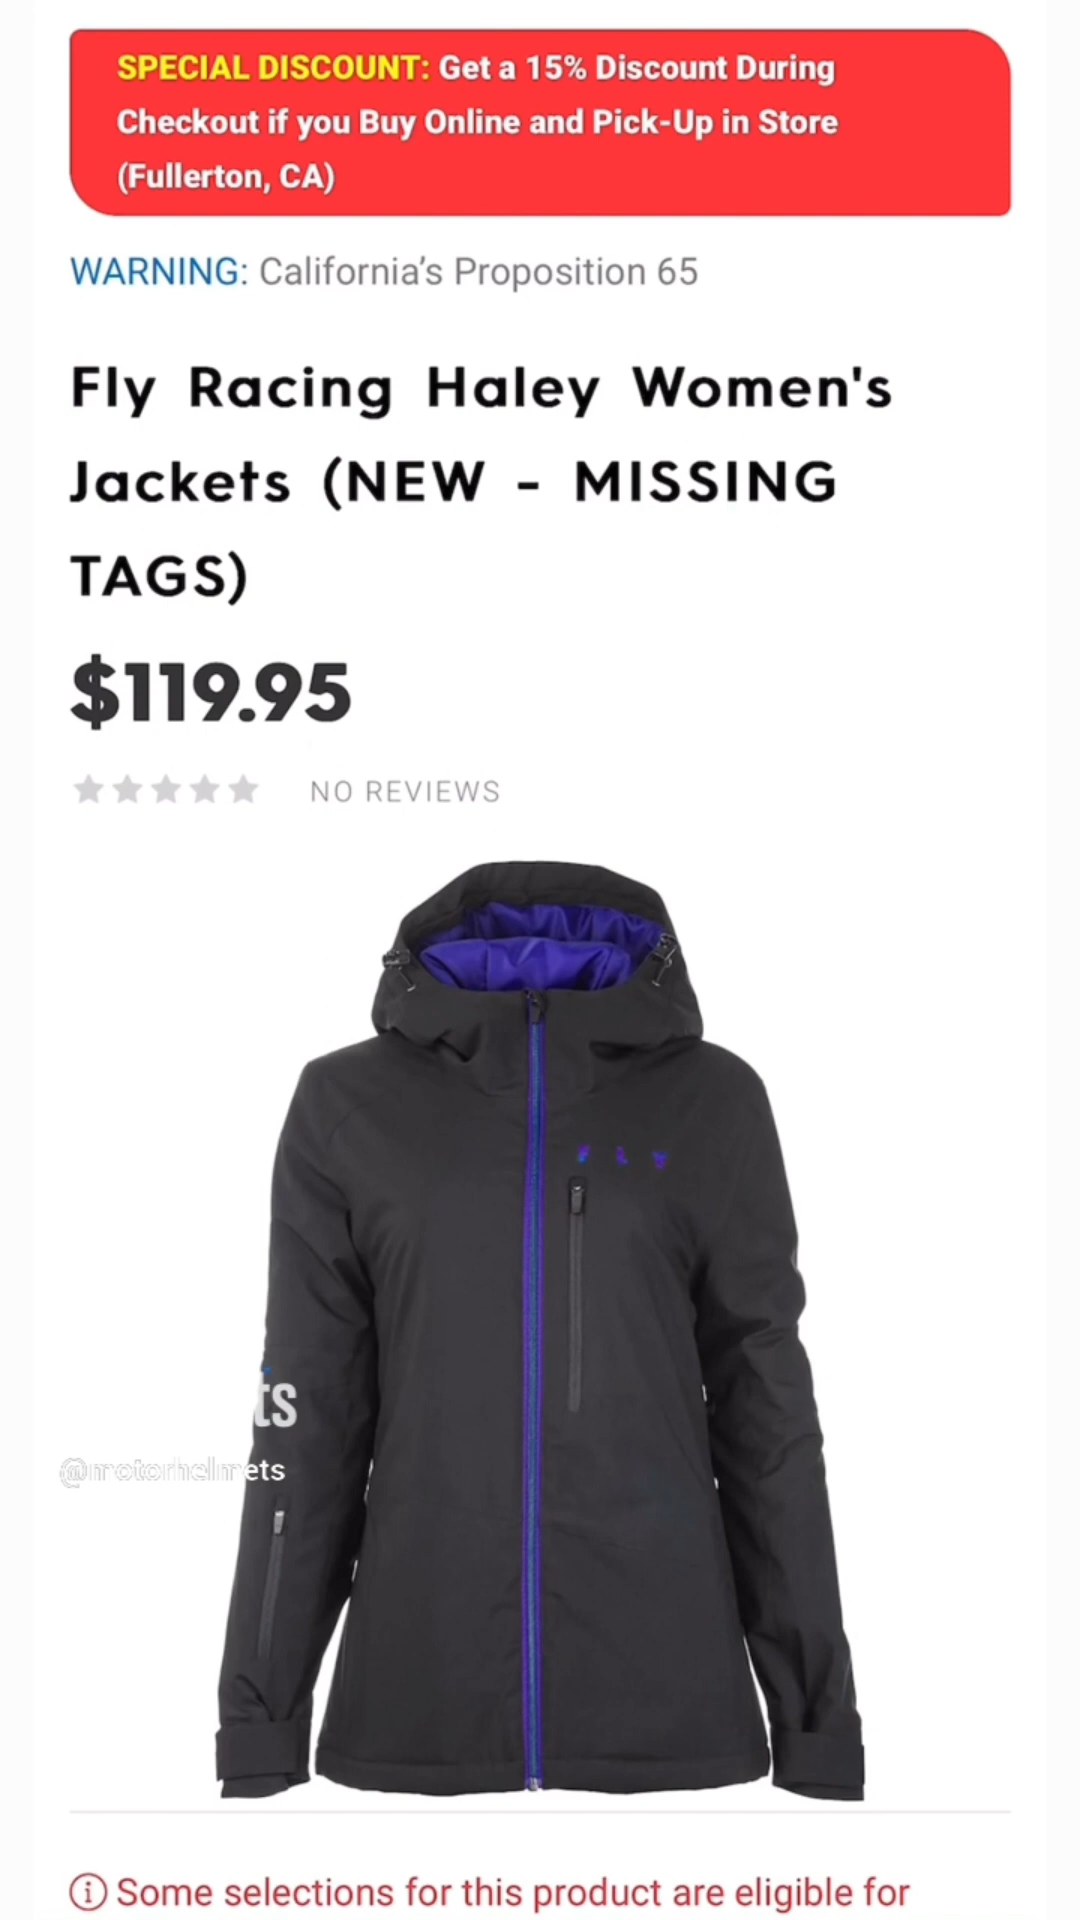 SPECIAL DISCOUNT: Get a 15% Discount During
Checkout if you Buy Online and Pick-Up in Store
(Fullerton, CA)
WARNING: California’s Proposition 65
Fly Racing Haley Women's
Jackets (NEW - MISSING
TAGS)
$119.95
NO REVIEWS
FLY
ts
@motorhelmets
Some selections for this product are eligible for